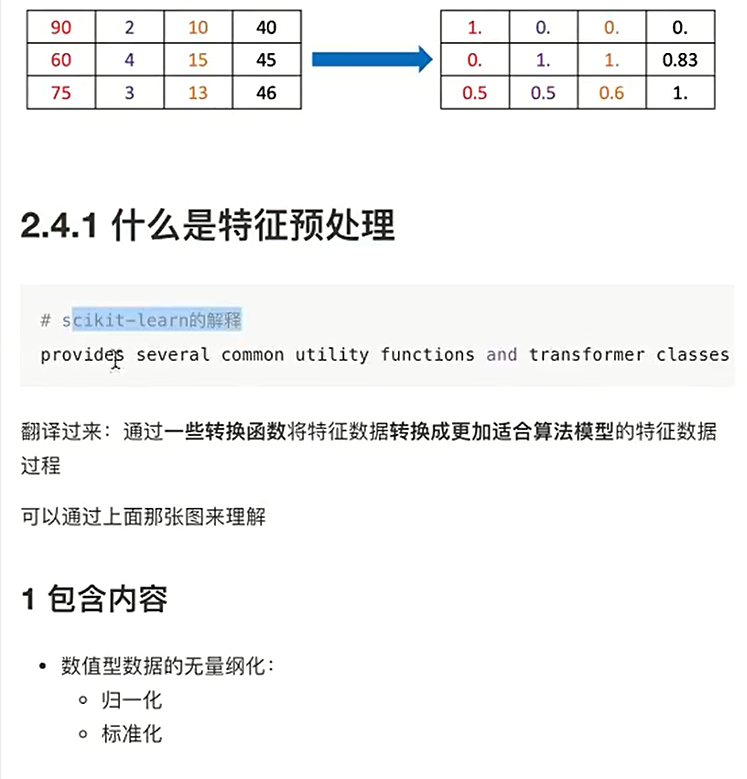 90 2 10 40 1. 0. 0. 0.
60 4 15 45 0. 1. 1. 0.83
75 3 13 46 0.5 0.5 0.6 1.
2.4.1 什么是特征预处理
# scikit-learn的解释
provides several common utility functions and transformer classes
翻译过来：通过一些转换函数将特征数据转换成更加适合算法模型的特征数据
过程
可以通过上面那张图来理解
1 包含内容
• 数值型数据的无量纲化：
○ 归一化
○ 标准化